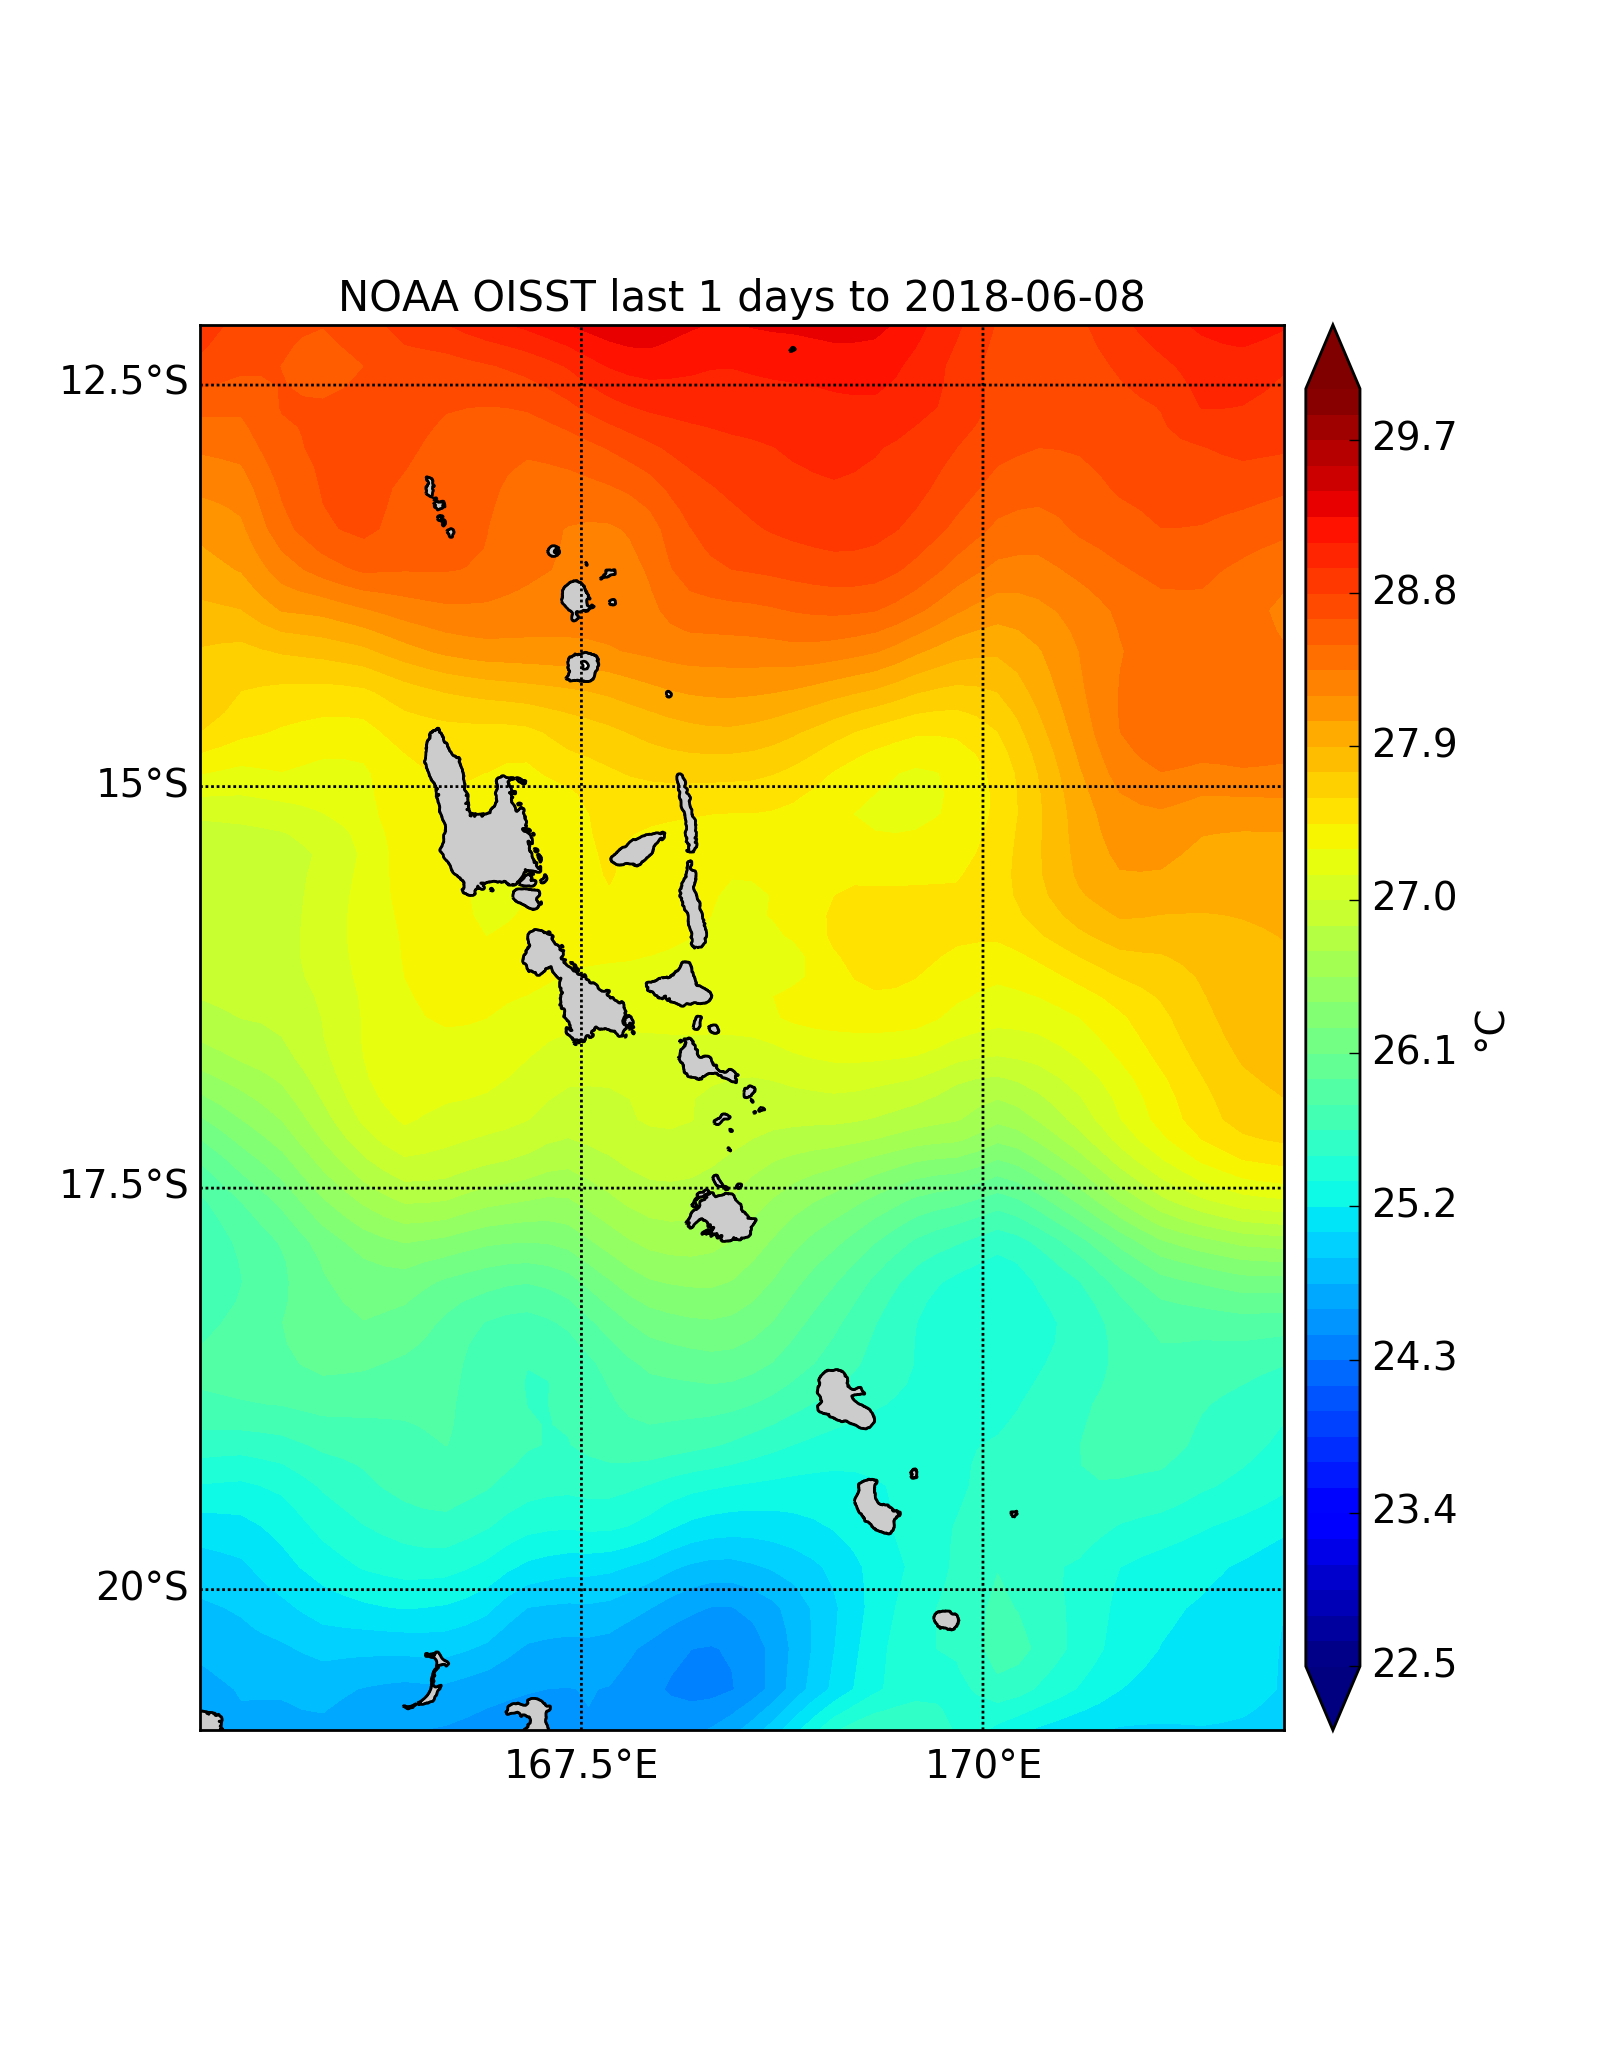 NOAA OISST last 1 days to 2018-06-08
12.5°S
15°S
17.5°S
20°S
167.5°E
170°E
29.7
28.8
27.9
27.0
26.1
25.2
24.3
23.4
22.5
°C